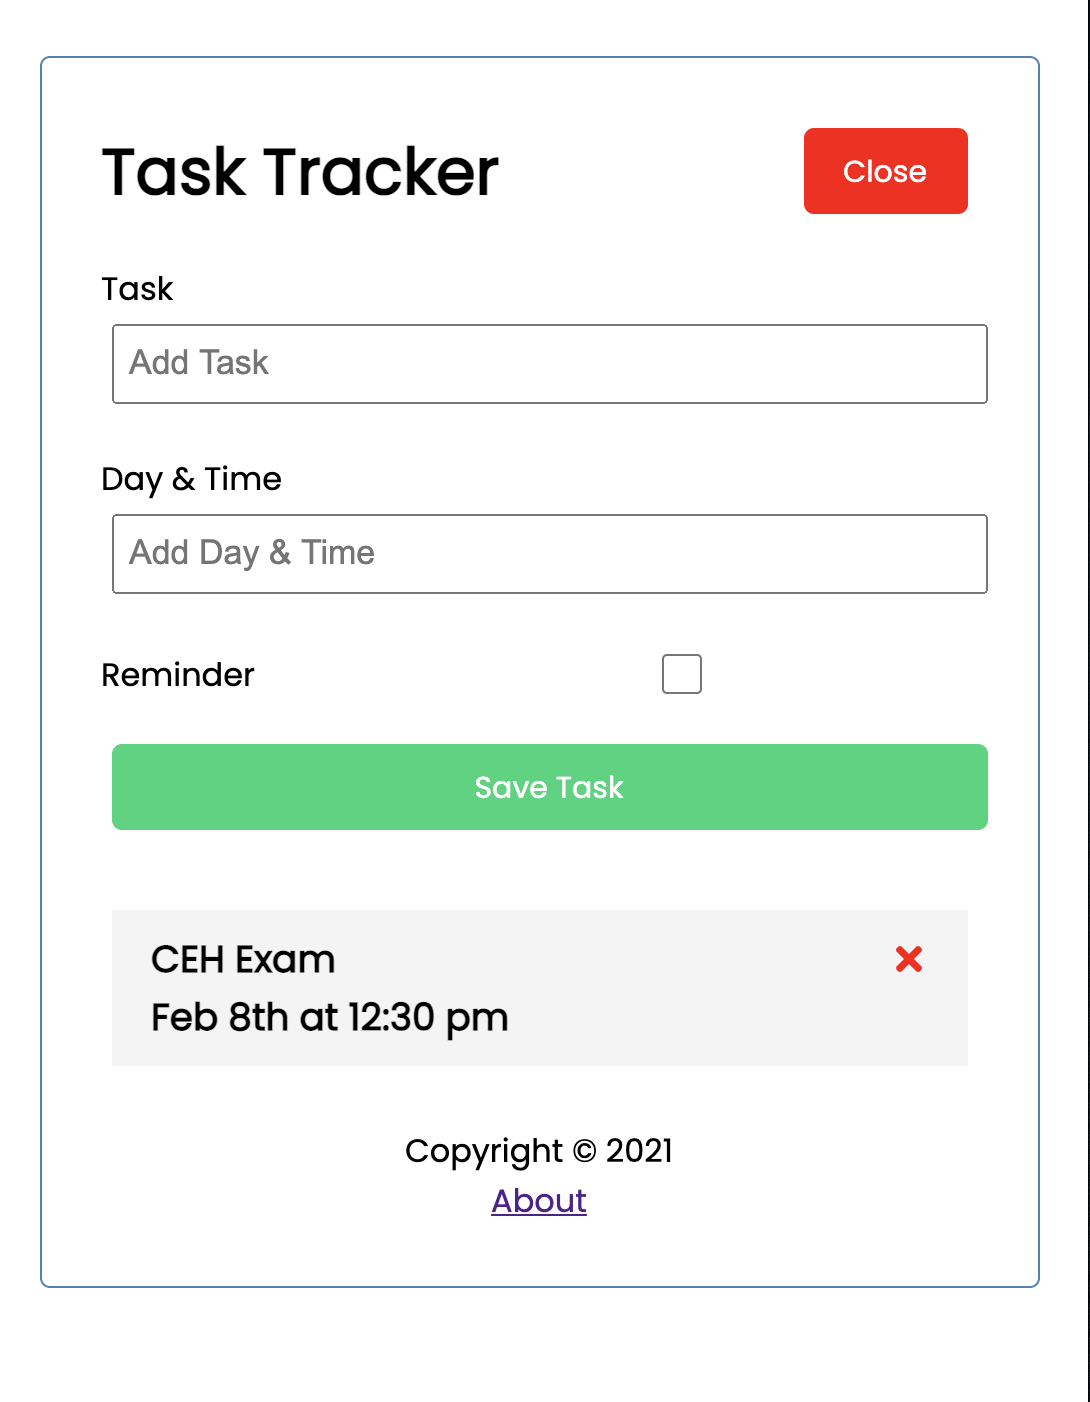 Task Tracker
Close
Task
Add Task
Day & Time
Add Day & Time
Reminder
Save Task
CEH Exam
Feb 8th at 12:30 pm
Copyright © 2021
About